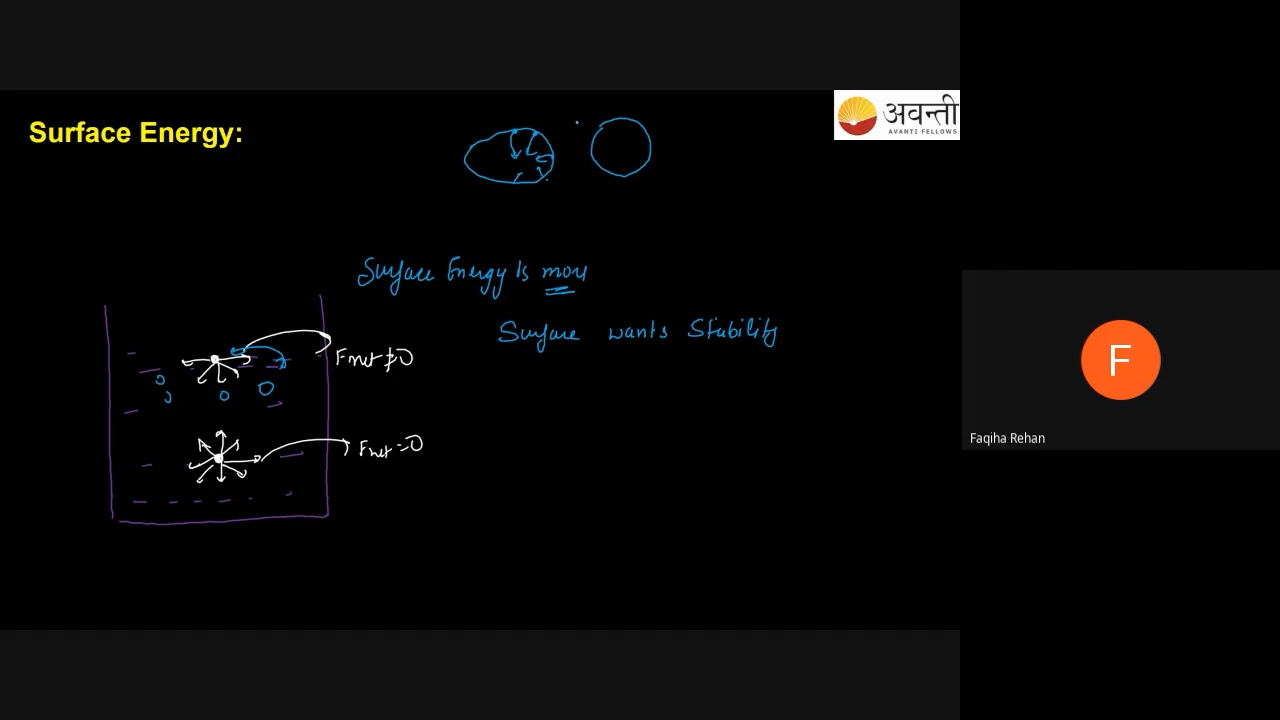 Surface Energy:
अवन्ती
AVANTI FELLOWS
Surface Energy is more
Surface wants Stability
Fnet ≠ 0
Fnet = 0
F
Faqiha Rehan